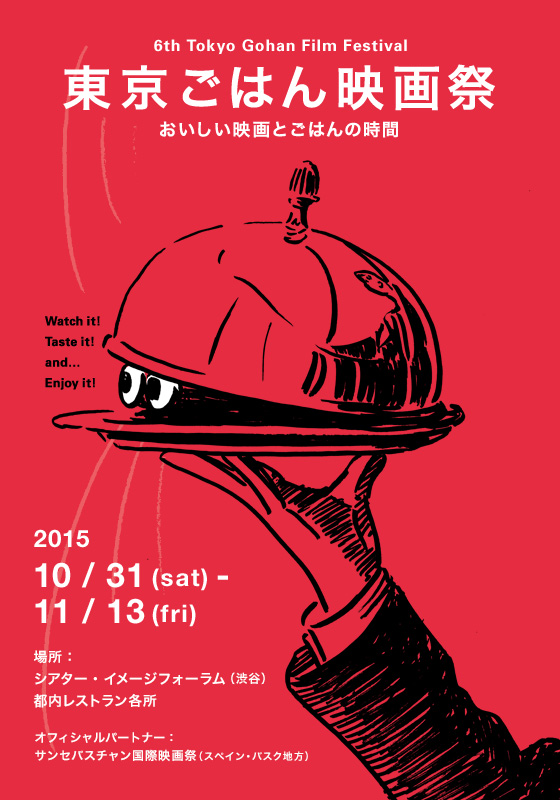 6th Tokyo Gohan Film Festival
東京ごはん映画祭
おいしい映画とごはんの時間
Watch it!
Taste it!
and...
Enjoy it!
2015
10 / 31 (sat) -
11 / 13 (fri)
場所：
シアター・イメージフォーラム（渋谷）
都内レストラン各所
オフィシャルパートナー：
サンセバスチャン国際映画祭（スペイン・バスク地方）